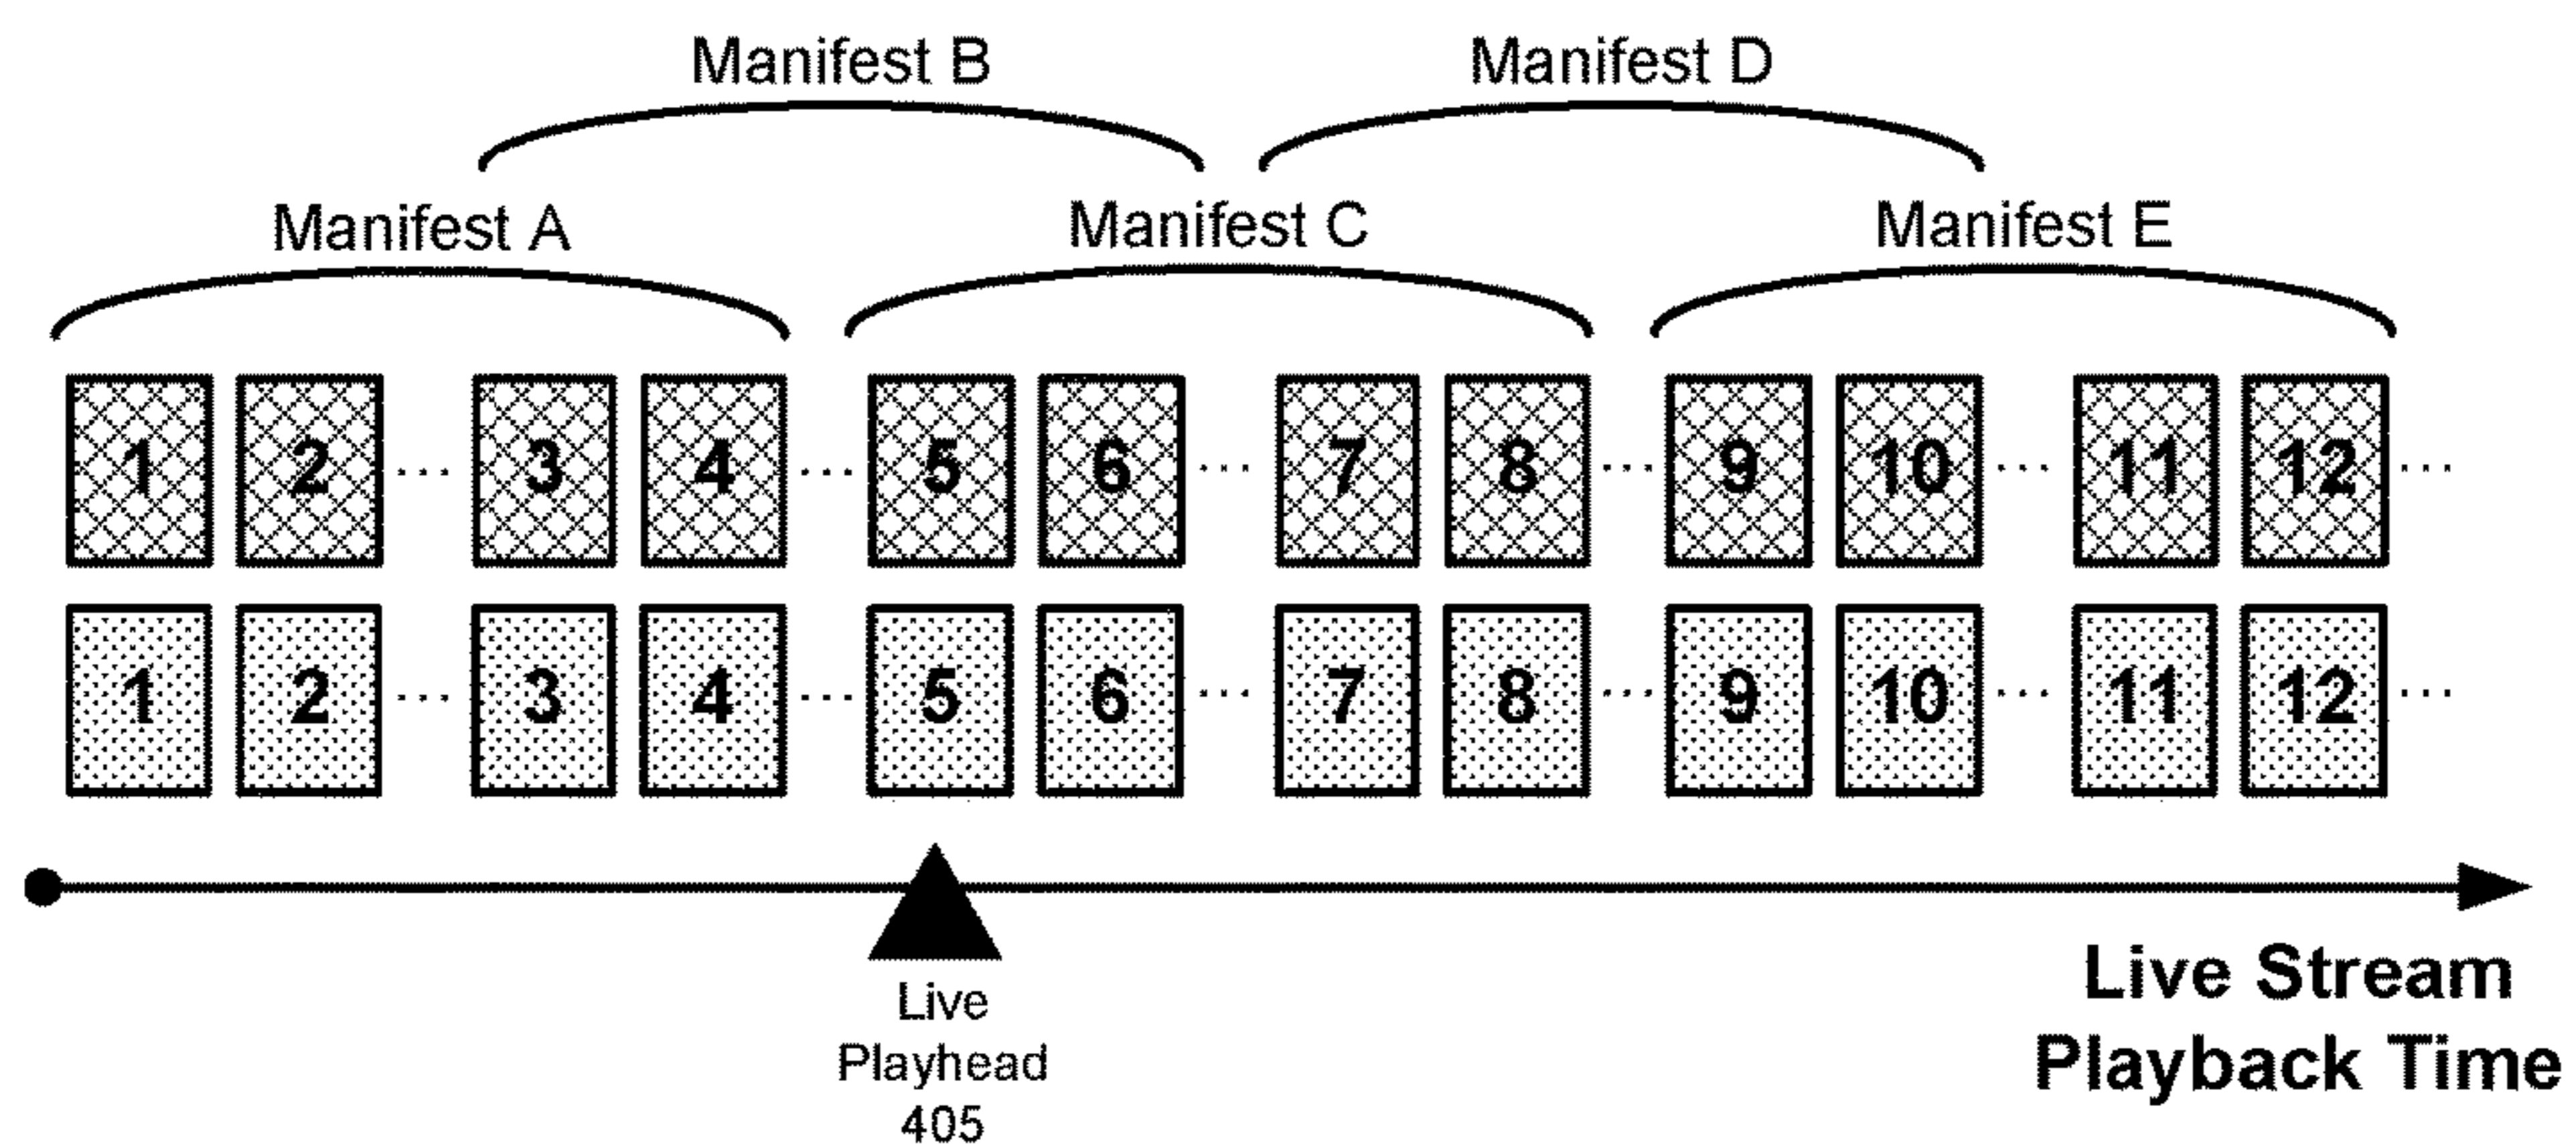 Manifest B
Manifest D
Manifest A
Manifest C
Manifest E
1 2 ... 3 4 ... 5 6 ... 7 8 ... 9 10 ... 11 12 ...
1 2 ... 3 4 ... 5 6 ... 7 8 ... 9 10 ... 11 12 ...
Live
Playhead
405
Live Stream
Playback Time